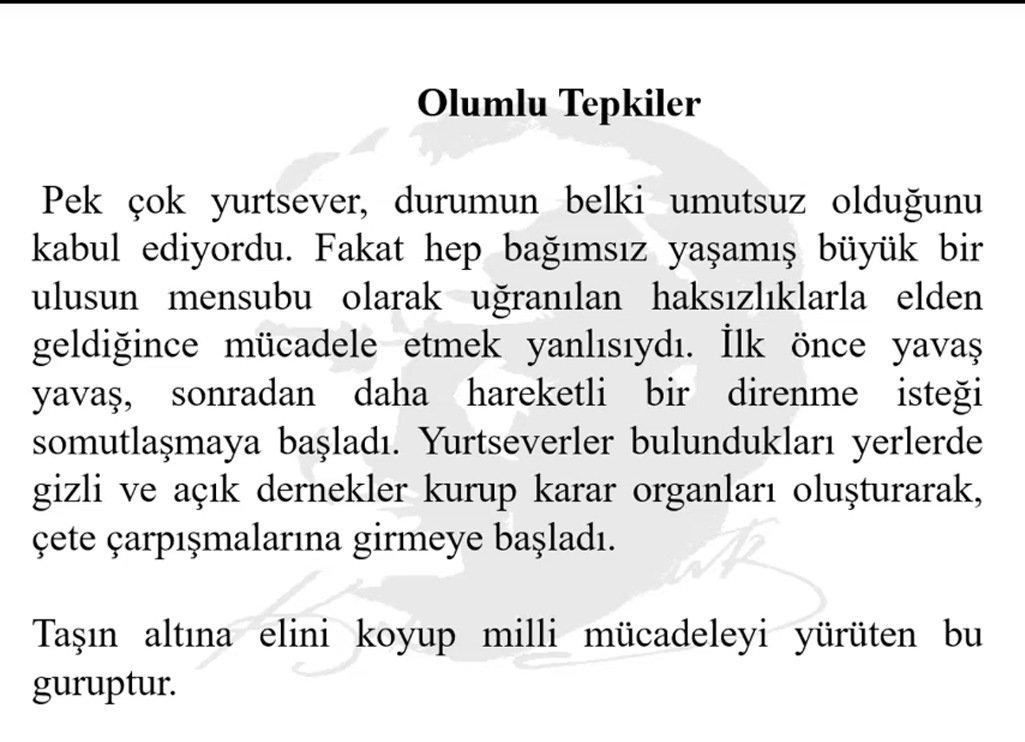 Olumlu Tepkiler
Pek çok yurtsever, durumun belki umutsuz olduğunu
kabul ediyordu. Fakat hep bağımsız yaşamış büyük bir
ulusun mensubu olarak uğranılan haksızlıklarla elden
geldiğince mücadele etmek yanlısıydı. İlk önce yavaş
yavaş, sonradan daha hareketli bir direnme isteği
somutlaşmaya başladı. Yurtseverler bulundukları yerlerde
gizli ve açık dernekler kurup karar organları oluşturarak,
çete çarpışmalarına girmeye başladı.
Taşın altına elini koyup milli mücadeleyi yürüten bu
guruptur.